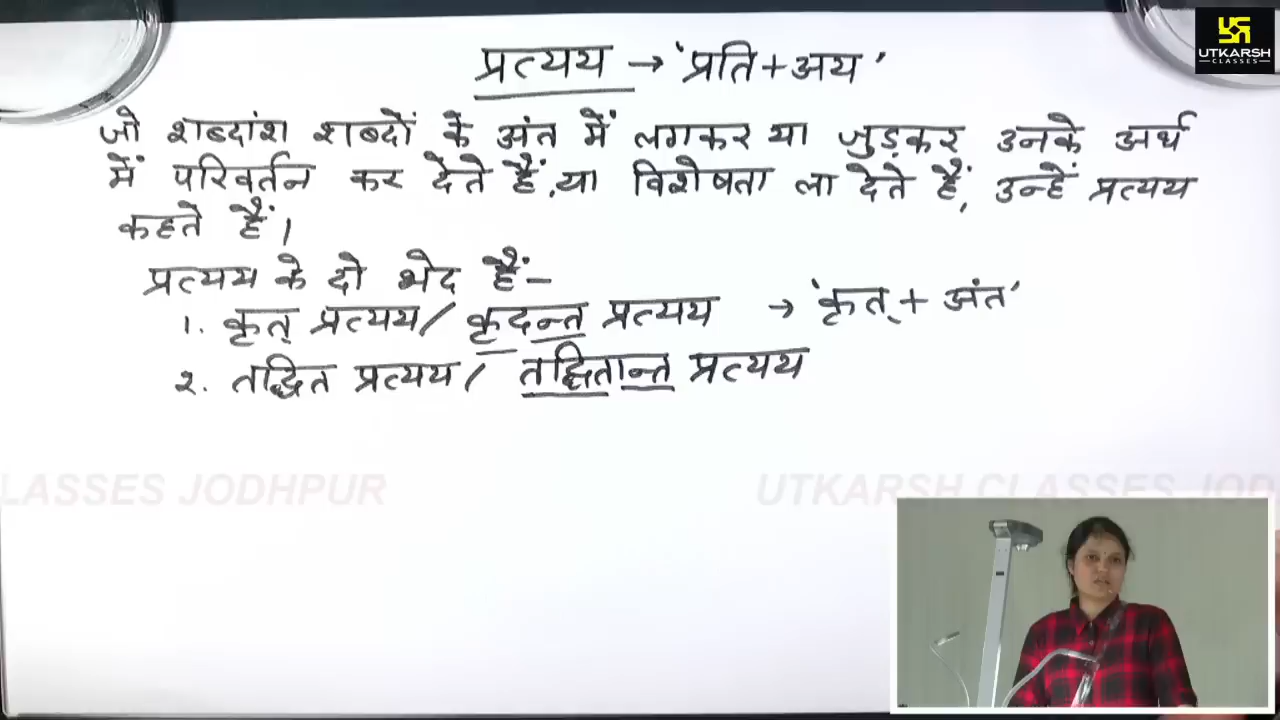 प्रत्यय → 'प्रति + अय'
UTKARSH
CLASSES
जो शब्दांश शब्दों के अंत में लगकर या जुड़कर उनके अर्थ
में परिवर्तन कर देते हैं, या विशेषता ला देते हैं, उन्हें प्रत्यय
कहते हैं।
प्रत्यय के दो भेद हैं –
1. कृत् प्रत्यय / कृदन्त प्रत्यय → 'कृत् + अंत'
२. तद्धित प्रत्यय / तद्धितान्त प्रत्यय
LASSES JODHPUR
UTKARSH CLASSES JOD